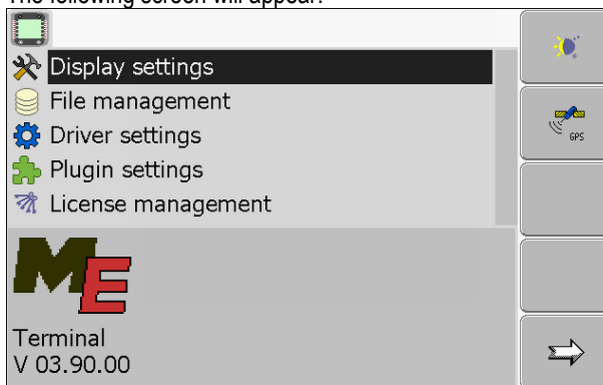 The following screen will appear:
Display settings
File management
Driver settings
Plugin settings
License management
GPS
ME
Terminal
V 03.90.00